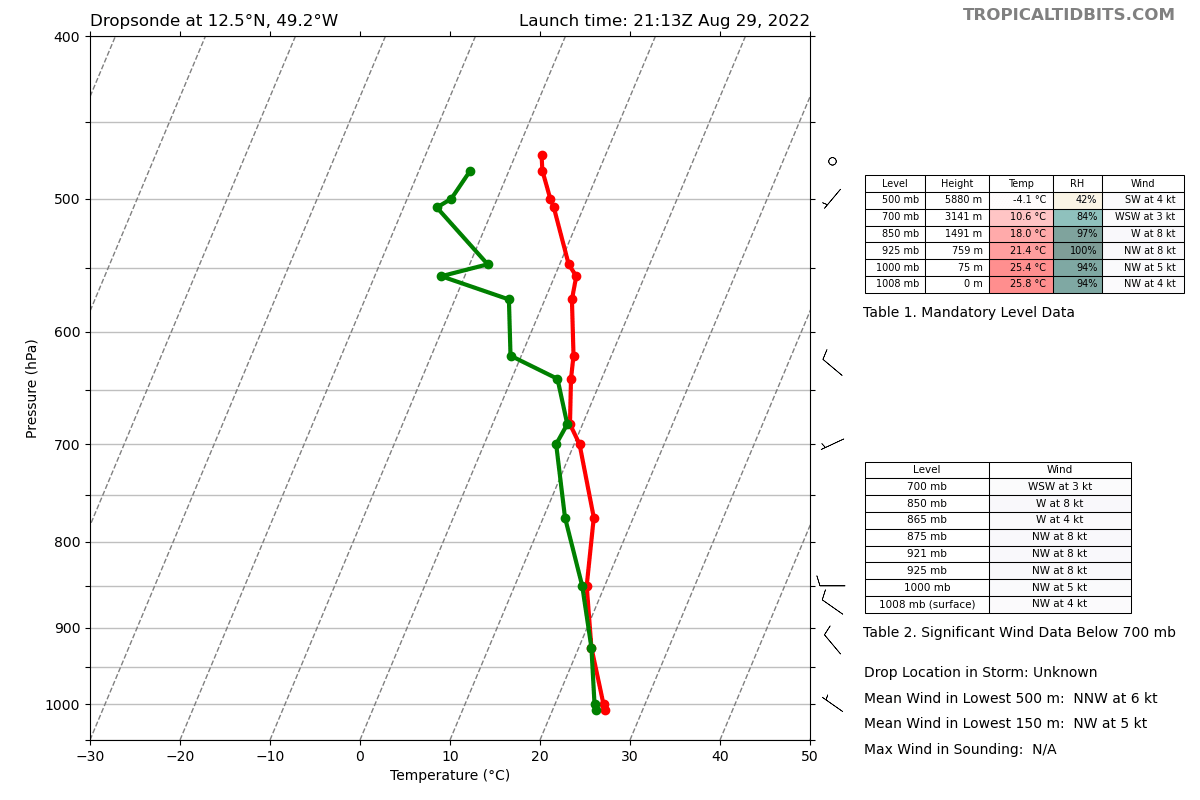 Dropsonde at 12.5°N, 49.2°W
Launch time: 21:13Z Aug 29, 2022
TROPICALTIDBITS.COM
400
500
600
700
800
900
1000
Pressure (hPa)
−30
−20
−10
0
10
20
30
40
50
Temperature (°C)
Level Height Temp RH Wind
500 mb 5880 m -4.1 °C 42% SW at 4 kt
700 mb 3141 m 10.6 °C 84% WSW at 3 kt
850 mb 1491 m 18.0 °C 97% W at 8 kt
925 mb 759 m 21.4 °C 100% NW at 8 kt
1000 mb 75 m 25.4 °C 94% NW at 5 kt
1008 mb 0 m 25.8 °C 94% NW at 4 kt
Table 1. Mandatory Level Data
Level Wind
700 mb WSW at 3 kt
850 mb W at 8 kt
865 mb W at 4 kt
875 mb NW at 8 kt
921 mb NW at 8 kt
925 mb NW at 8 kt
1000 mb NW at 5 kt
1008 mb (surface) NW at 4 kt
Table 2. Significant Wind Data Below 700 mb
Drop Location in Storm: Unknown
Mean Wind in Lowest 500 m: NNW at 6 kt
Mean Wind in Lowest 150 m: NW at 5 kt
Max Wind in Sounding: N/A